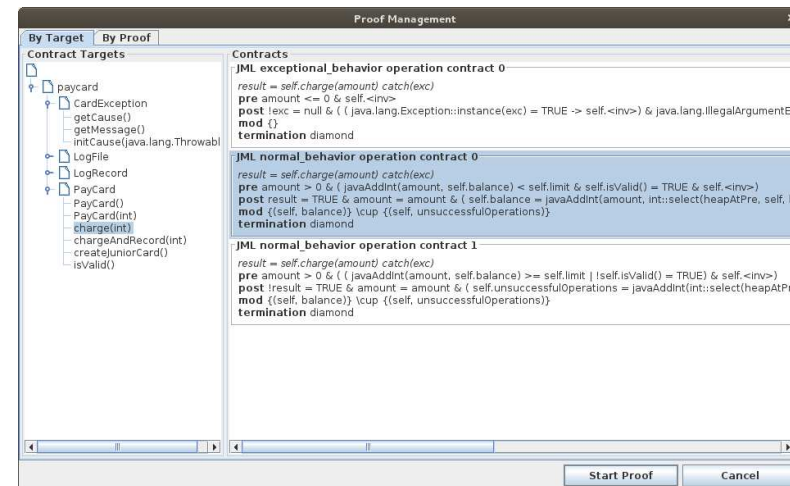 Proof Management
By Target By Proof
Contract Targets
paycard
CardException
getCause()
getMessage()
initCause(java.lang.Throwabl
LogFile
LogRecord
PayCard
PayCard()
PayCard(int)
charge(int)
chargeAndRecord(int)
createJuniorCard()
isValid()
Contracts
JML exceptional_behavior operation contract 0
result = self.charge(amount) catch(exc)
pre amount <= 0 & self.<inv>
post !exc = null & ( ( java.lang.Exception::instance(exc) = TRUE -> self.<inv>) & java.lang.IllegalArgumentE
mod {}
termination diamond
JML normal_behavior operation contract 0
result = self.charge(amount) catch(exc)
pre amount > 0 & ( javaAddInt(amount, self.balance) < self.limit & self.isValid() = TRUE & self.<inv>)
post result = TRUE & amount = amount & ( self.balance = javaAddInt(amount, int::select(heapAtPre, self,
mod {(self, balance)} \cup {(self, unsuccessfulOperations)}
termination diamond
JML normal_behavior operation contract 1
result = self.charge(amount) catch(exc)
pre amount > 0 & ( ( javaAddInt(amount, self.balance) >= self.limit | !self.isValid() = TRUE) & self.<inv>)
post !result = TRUE & amount = amount & ( self.unsuccessfulOperations = javaAddInt(int::select(heapAtPr
mod {(self, balance)} \cup {(self, unsuccessfulOperations)}
termination diamond
Start Proof Cancel